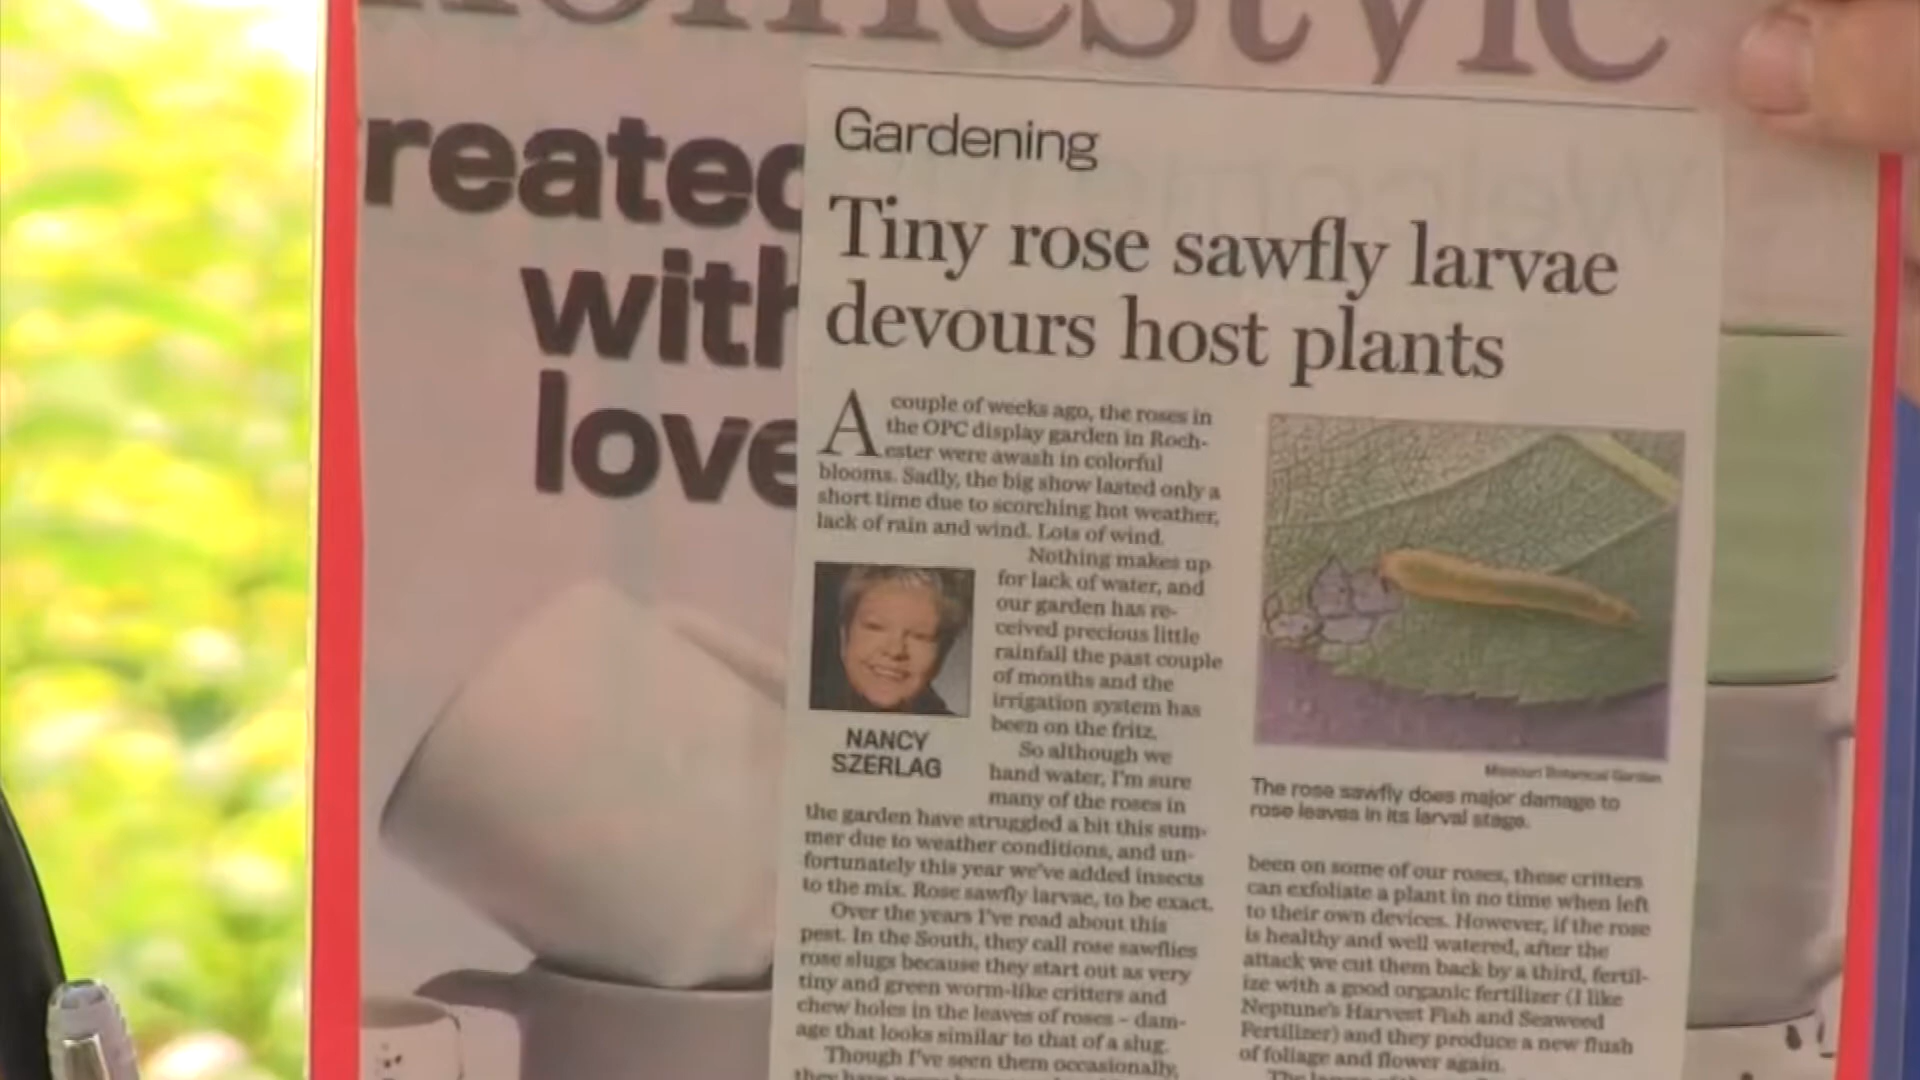 homestyle
reated
with
love
Gardening
Tiny rose sawfly larvae
devours host plants
A couple of weeks ago, the roses in
the OPC display garden in Roch-
ester were awash in colorful
blooms. Sadly, the big show lasted only a
short time due to scorching hot weather,
lack of rain and wind. Lots of wind.
Nothing makes up
for lack of water, and
our garden has re-
ceived precious little
rainfall the past couple
of months and the
irrigation system has
been on the fritz.
So although we
hand water, I'm sure
many of the roses in
the garden have struggled a bit this sum-
mer due to weather conditions, and un-
fortunately this year we've added insects
to the mix. Rose sawfly larvae, to be exact.
Over the years I've read about this
pest. In the South, they call rose sawflies
rose slugs because they start out as very
tiny and green worm-like critters and
chew holes in the leaves of roses – dam-
age that looks similar to that of a slug.
Though I've seen them occasionally,
they have never
NANCY
SZERLAG
Missouri Botanical Garden
The rose sawfly does major damage to
rose leaves in its larval stage.
been on some of our roses, these critters
can exfoliate a plant in no time when left
to their own devices. However, if the rose
is healthy and well watered, after the
attack we cut them back by a third, fertil-
ize with a good organic fertilizer (I like
Neptune's Harvest Fish and Seaweed
Fertilizer) and they produce a new flush
of foliage and flower again.